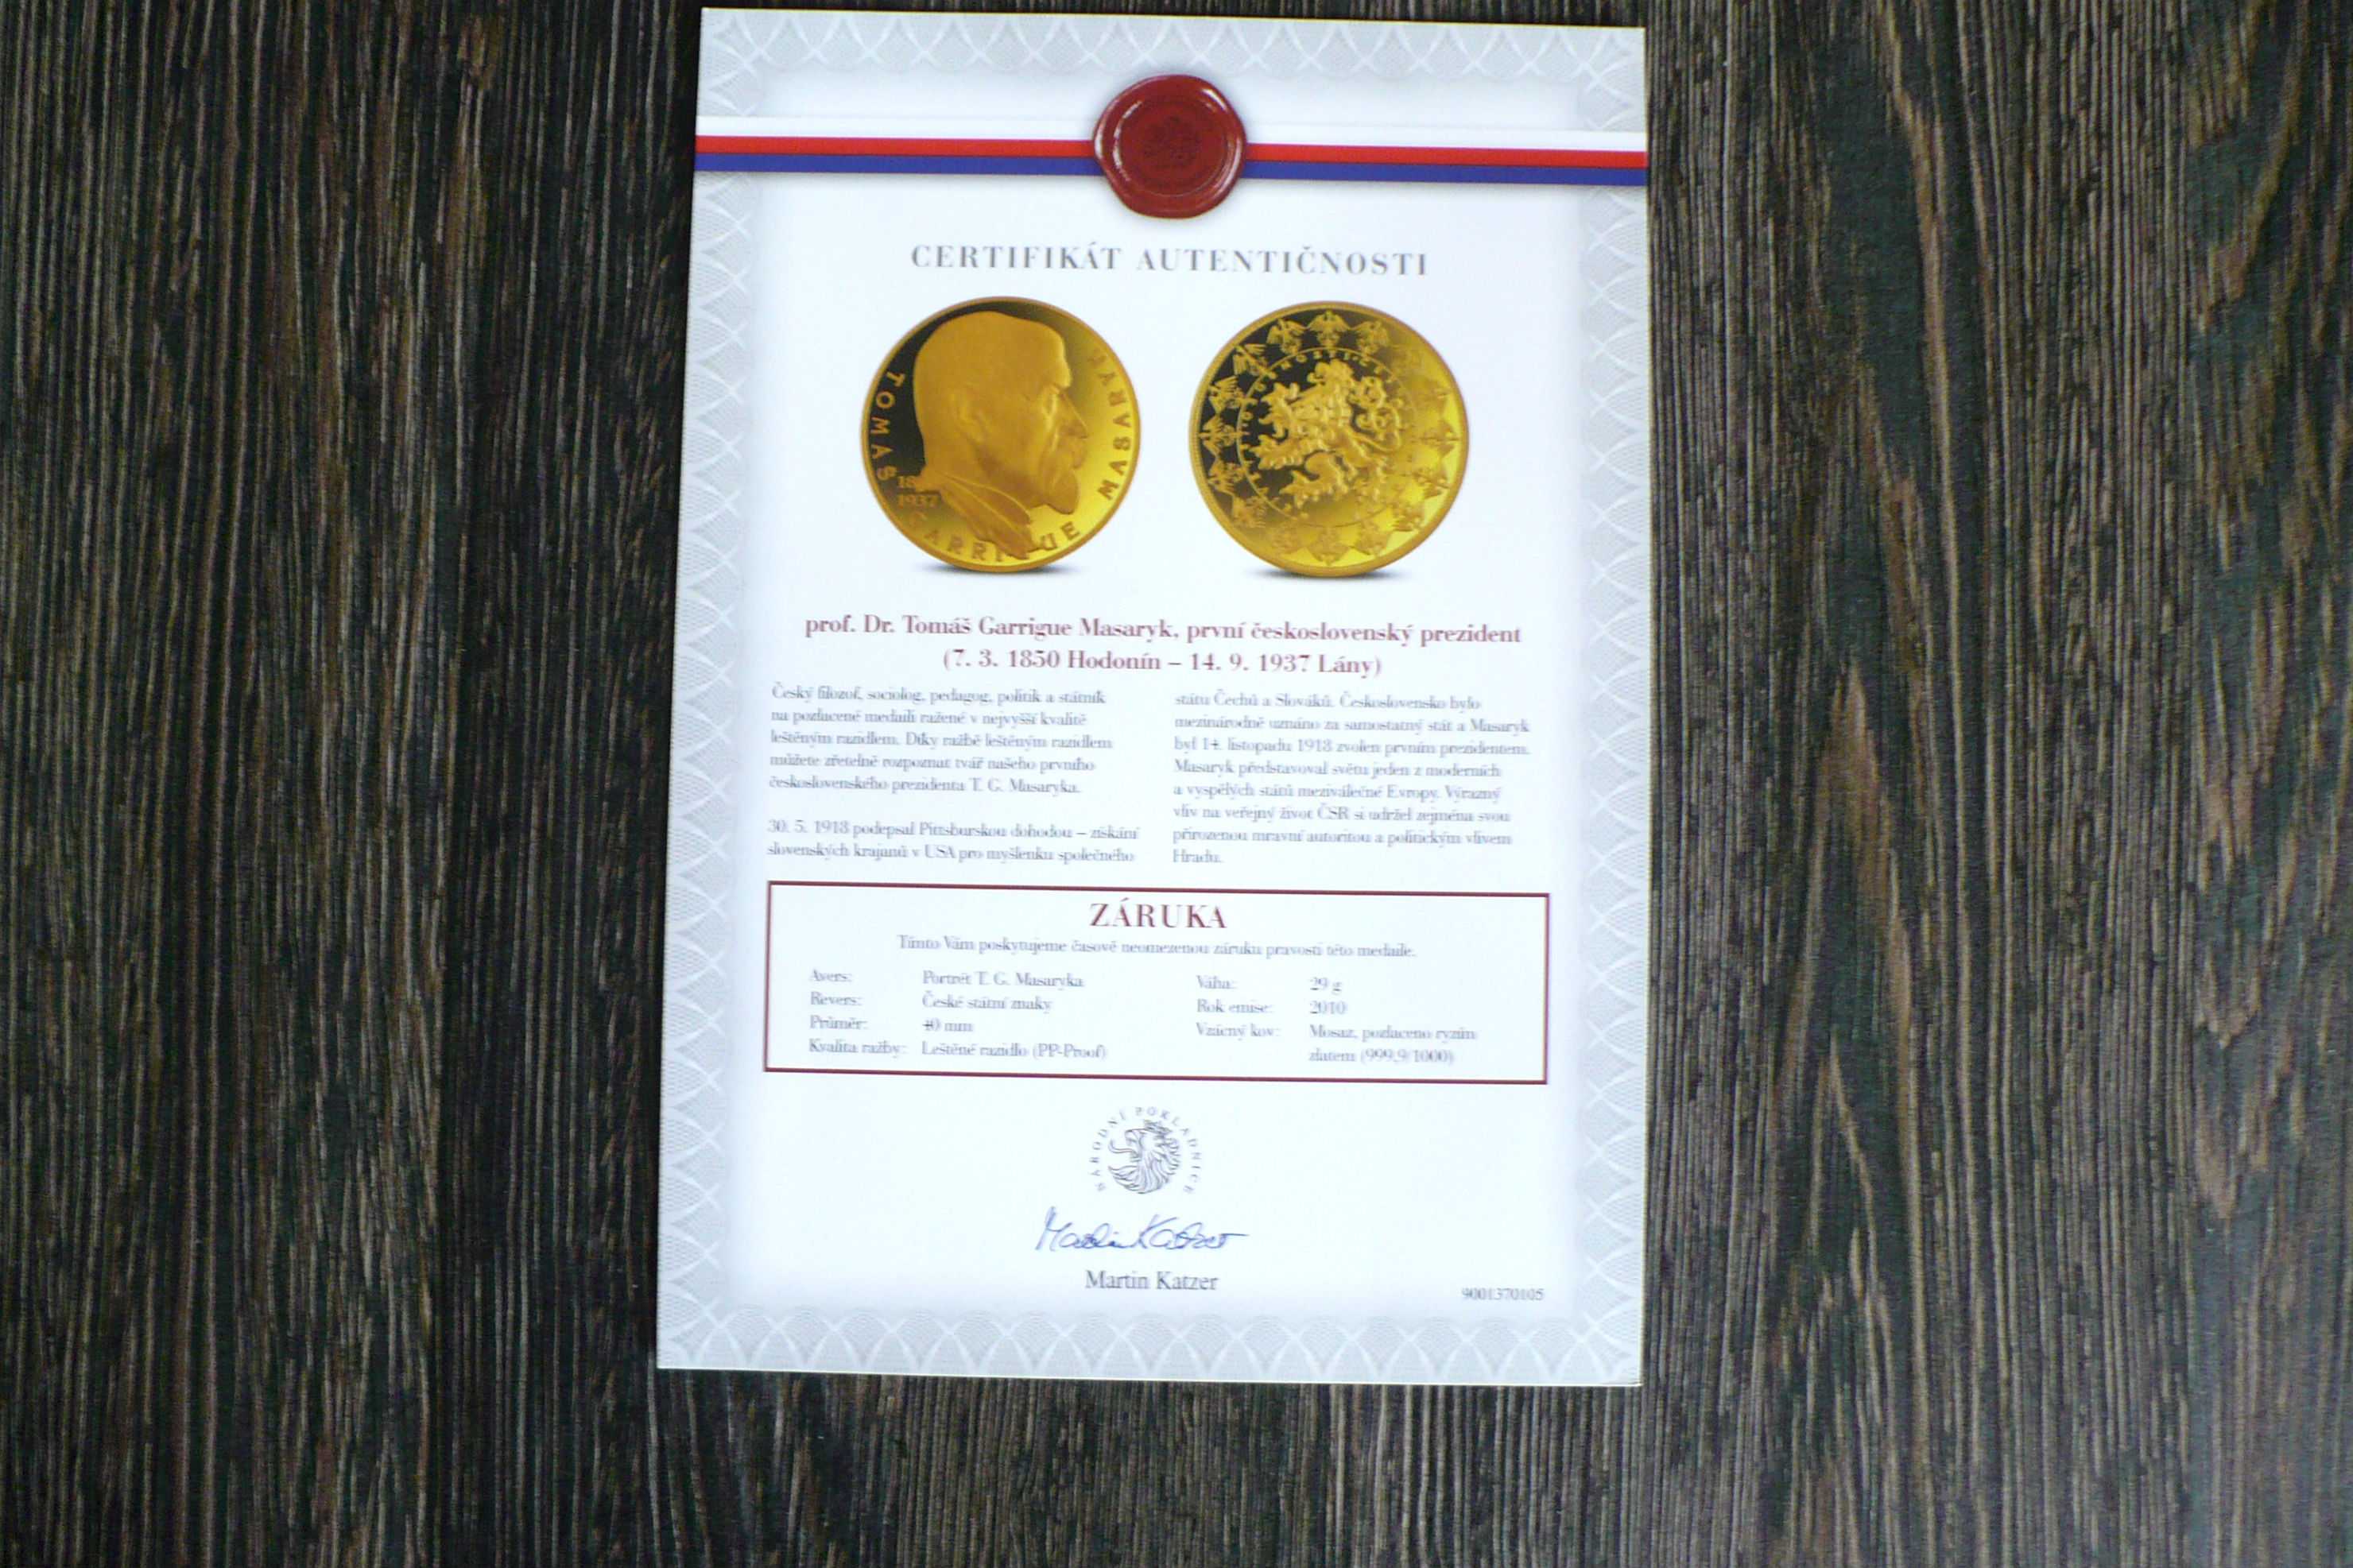 CERTIFIKÁT AUTENTIČNOSTI
TOMÁŠ GARRIGUE MASARYK
1937
prof. Dr. Tomáš Garrigue Masaryk, první československý prezident
(7. 3. 1850 Hodonín – 14. 9. 1937 Lány)
Český filozof, sociolog, pedagog, politik a státník
na pozlacené medaili ražené v nejvyšší kvalitě
leštěným razidlem. Díky ražbě leštěným razidlem
můžete zřetelně rozpoznat tvář našeho prvního
československého prezidenta T. G. Masaryka.
30. 5. 1918 podepsal Pittsburskou dohodou – získání
slovenských krajanů v USA pro myšlenku společného
státu Čechů a Slováků. Československo bylo
mezinárodně uznáno za samostatný stát a Masaryk
byl 14. listopadu 1918 zvolen prvním prezidentem.
Masaryk představoval světu jeden z moderních
a vyspělých států meziválečné Evropy. Výrazný
vliv na veřejný život ČSR si udržel zejména svou
přirozenou mravní autoritou a politickým vlivem
Hradu.
ZÁRUKA
Tímto Vám poskytujeme časově neomezenou záruku pravosti této medaile.
Avers: Portrét T. G. Masaryka
Revers: České státní znaky
Průměr: 40 mm
Kvalita ražby: Leštěné razidlo (PP-Proof)
Váha: 29 g
Rok emise: 2010
Vzácný kov: Mosaz, pozlaceno ryzím
zlatem (999,9/1000)
NÁRODNÍ POKLADNICE
Martin Katzer
Martin Katzer
9001370105